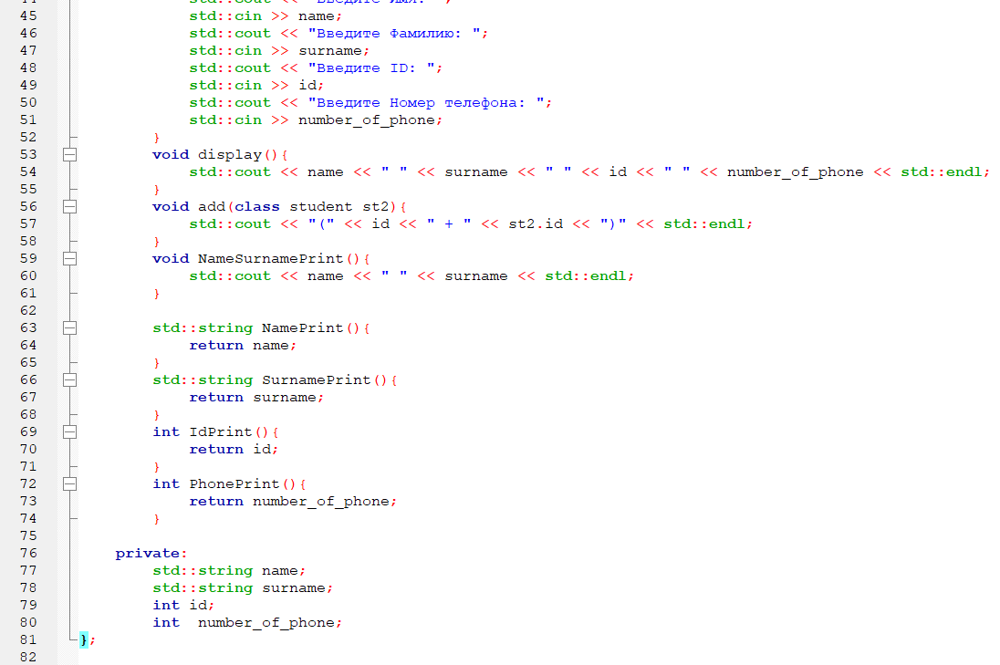 44 std::cout << "Введите Имя: ";
45 std::cin >> name;
46 std::cout << "Введите Фамилию: ";
47 std::cin >> surname;
48 std::cout << "Введите ID: ";
49 std::cin >> id;
50 std::cout << "Введите Номер телефона: ";
51 std::cin >> number_of_phone;
52 }
53 void display(){
54 std::cout << name << " " << surname << " " << id << " " << number_of_phone << std::endl;
55 }
56 void add(class student st2){
57 std::cout << "(" << id << " + " << st2.id << ")" << std::endl;
58 }
59 void NameSurnamePrint(){
60 std::cout << name << " " << surname << std::endl;
61 }
62
63 std::string NamePrint(){
64 return name;
65 }
66 std::string SurnamePrint(){
67 return surname;
68 }
69 int IdPrint(){
70 return id;
71 }
72 int PhonePrint(){
73 return number_of_phone;
74 }
75
76 private:
77 std::string name;
78 std::string surname;
79 int id;
80 int  number_of_phone;
81 };
82